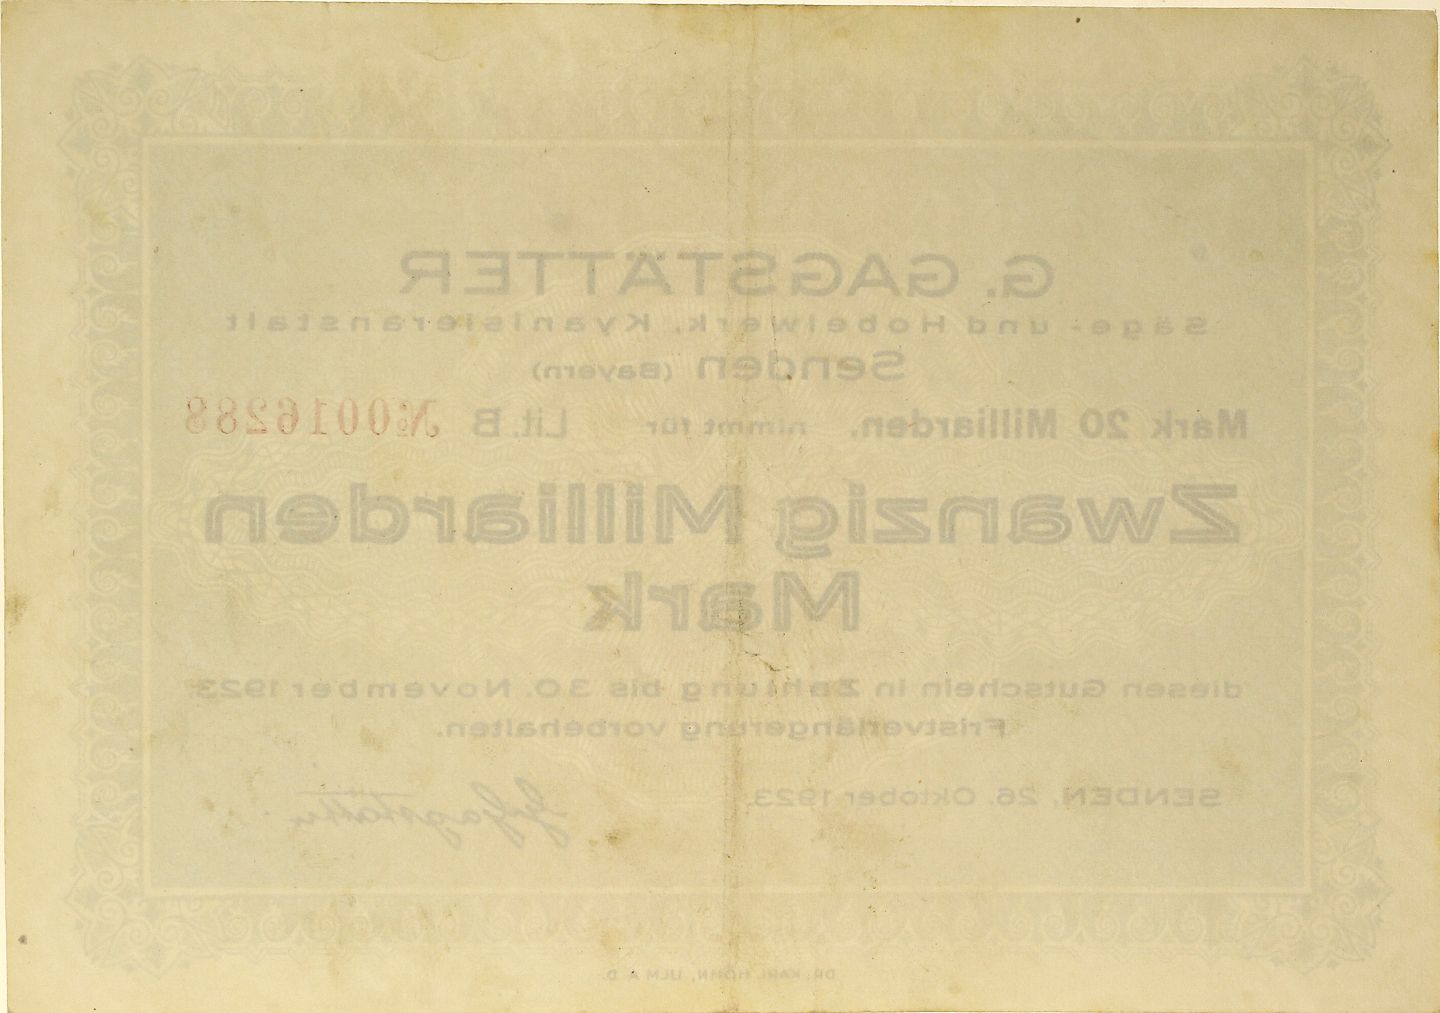 G. GAGSTÄTTER
Säge- und Hobelwerk, Kyanisieranstalt
Senden (Bayern)
Mark 20 Milliarden. nimmt für Lit. B №0016288
Zwanzig Milliarden
Mark
diesen Gutschein in Zahlung bis 30. November 1923.
Fristverlängerung vorbehalten.
SENDEN, 26. Oktober 1923.
G. Gagstätter
DR. KARL HÖHN, ULM A. D.